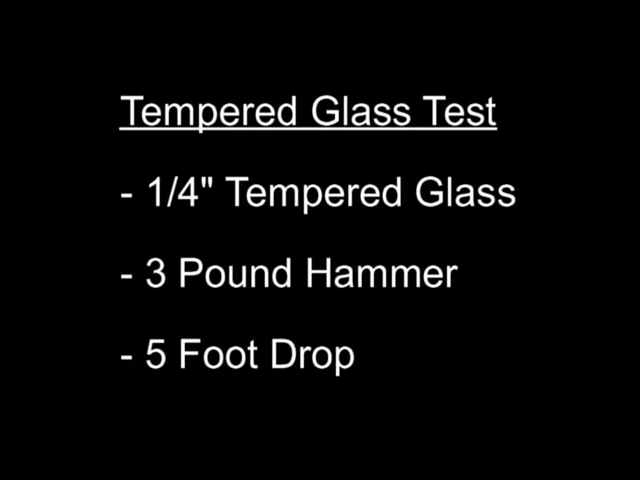 Tempered Glass Test
- 1/4" Tempered Glass
- 3 Pound Hammer
- 5 Foot Drop